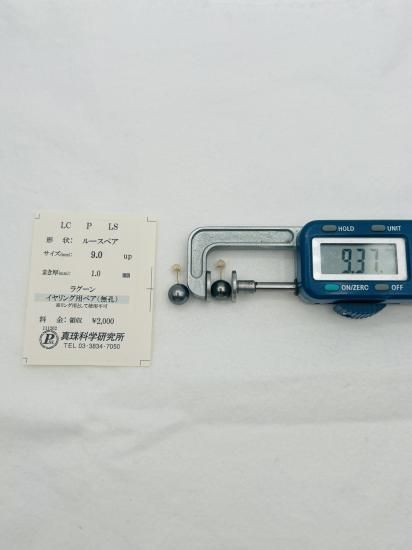 LC P LS
形 状: ルースペア
サイズ(mm): 9.0 up
まき厚(mm): 1.0
ラグーン
イヤリング用ペア(無孔)
料 金: 領収 ¥2,000
真珠科学研究所
TEL 03-3834-7050
HOLD UNIT
9.37
ON/ZERO OFF